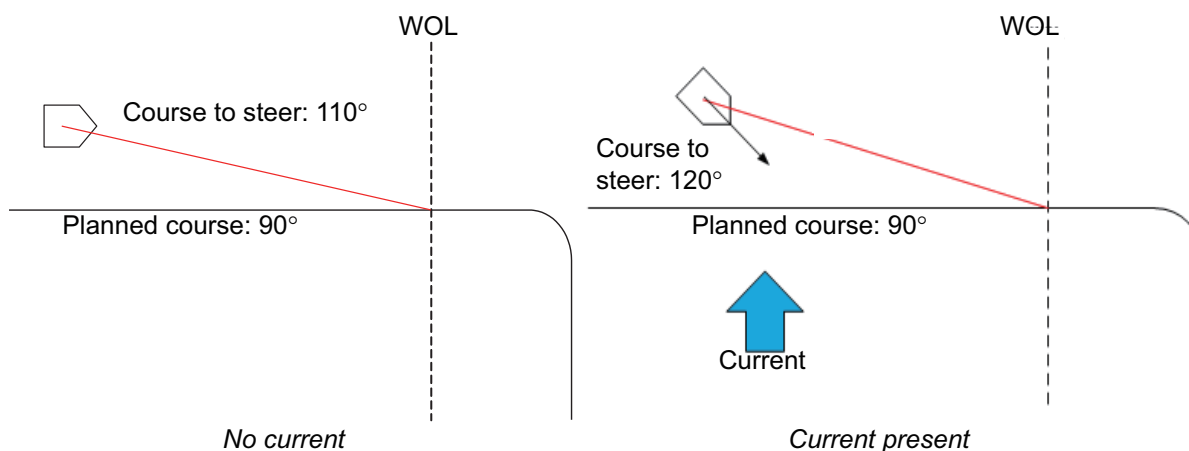 WOL
Course to steer: 110°
Planned course: 90°
No current
WOL
Course to
steer: 120°
Planned course: 90°
Current
Current present